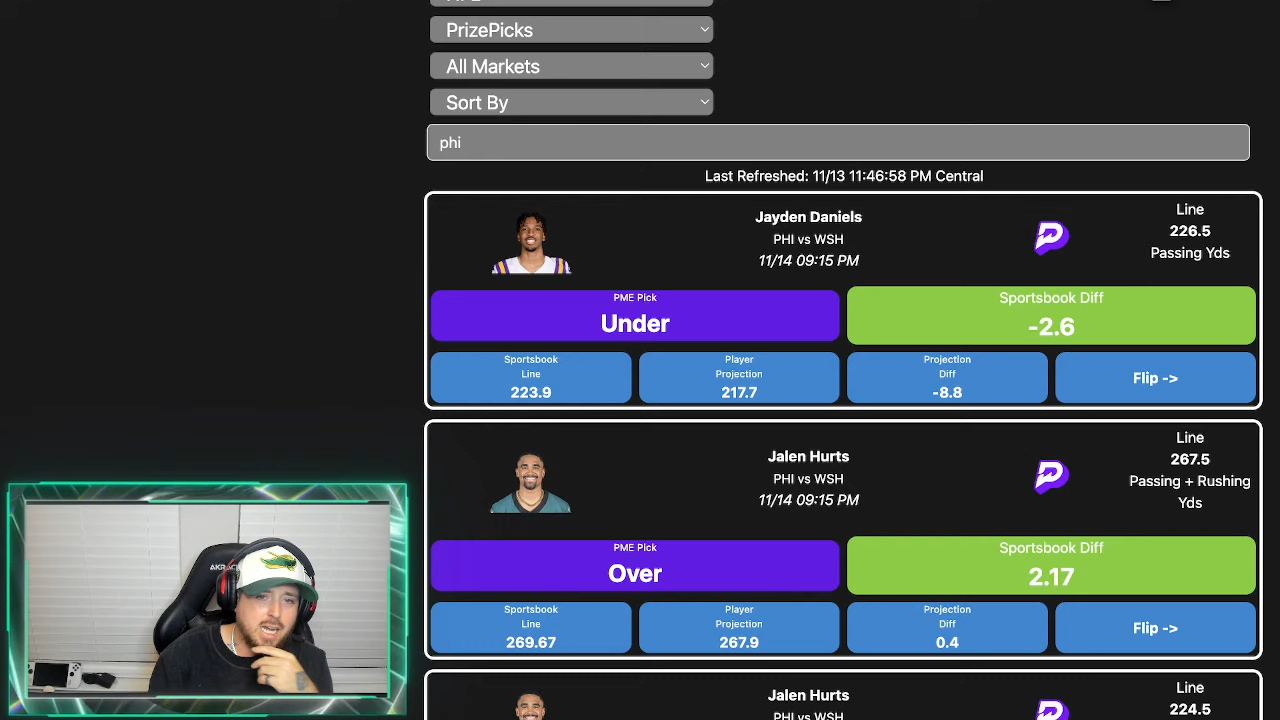 PrizePicks
All Markets
Sort By
phi
Last Refreshed: 11/13 11:46:58 PM Central
Jayden Daniels
PHI vs WSH
11/14 09:15 PM
Line
226.5
Passing Yds
PME Pick
Under
Sportsbook Diff
-2.6
Sportsbook
Line
223.9
Player
Projection
217.7
Projection
Diff
-8.8
Flip ->
Jalen Hurts
PHI vs WSH
11/14 09:15 PM
Line
267.5
Passing + Rushing
Yds
PME Pick
Over
Sportsbook Diff
2.17
Sportsbook
Line
269.67
Player
Projection
267.9
Projection
Diff
0.4
Flip ->
Jalen Hurts
PHI vs WSH
Line
224.5
AKRACING